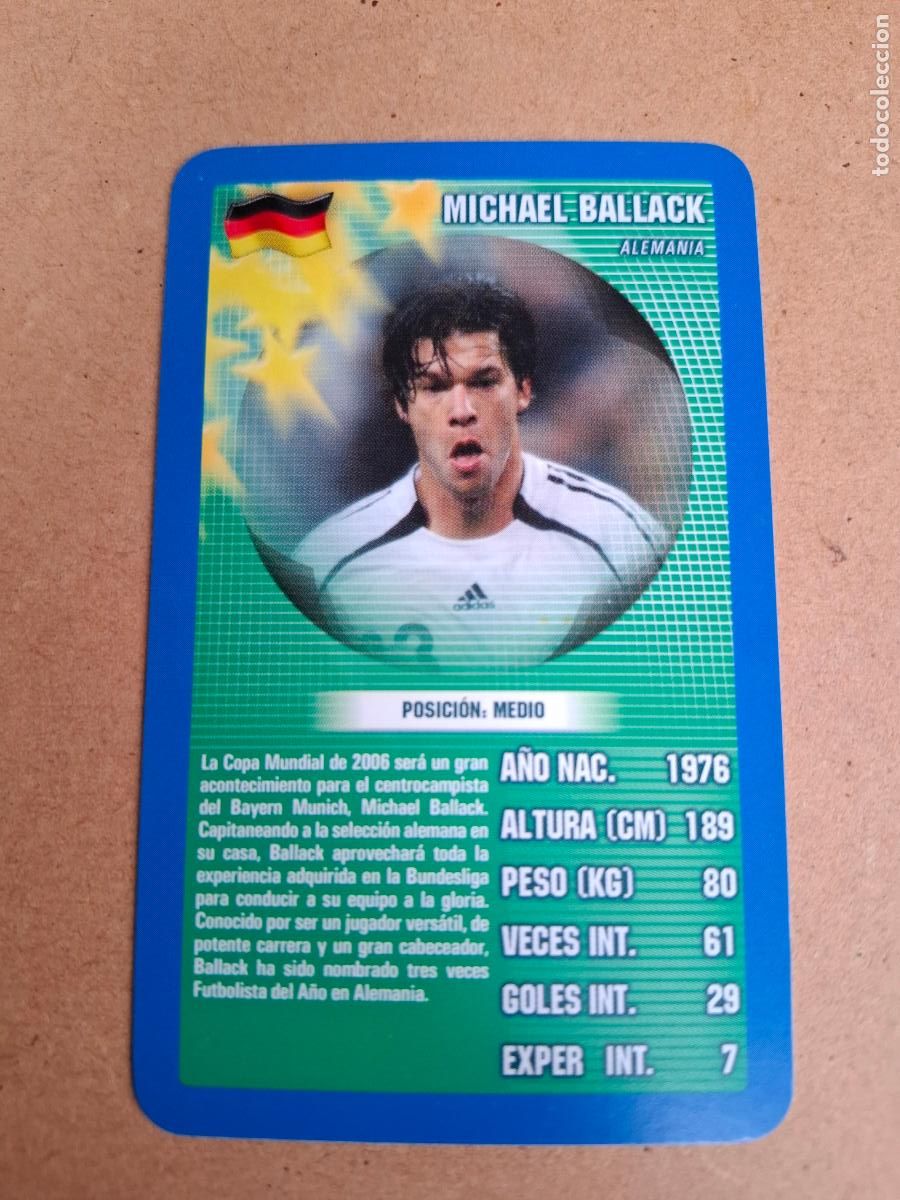 todocoleccion
MICHAEL BALLACK
ALEMANIA
adidas
POSICIÓN: MEDIO
La Copa Mundial de 2006 será un gran
acontecimiento para el centrocampista
del Bayern Munich, Michael Ballack.
Capitaneando a la selección alemana en
su casa, Ballack aprovechará toda la
experiencia adquirida en la Bundesliga
para conducir a su equipo a la gloria.
Conocido por ser un jugador versátil, de
potente carrera y un gran cabeceador,
Ballack ha sido nombrado tres veces
Futbolista del Año en Alemania.
AÑO NAC. 1976
ALTURA (CM) 189
PESO (KG) 80
VECES INT. 61
GOLES INT. 29
EXPER INT. 7